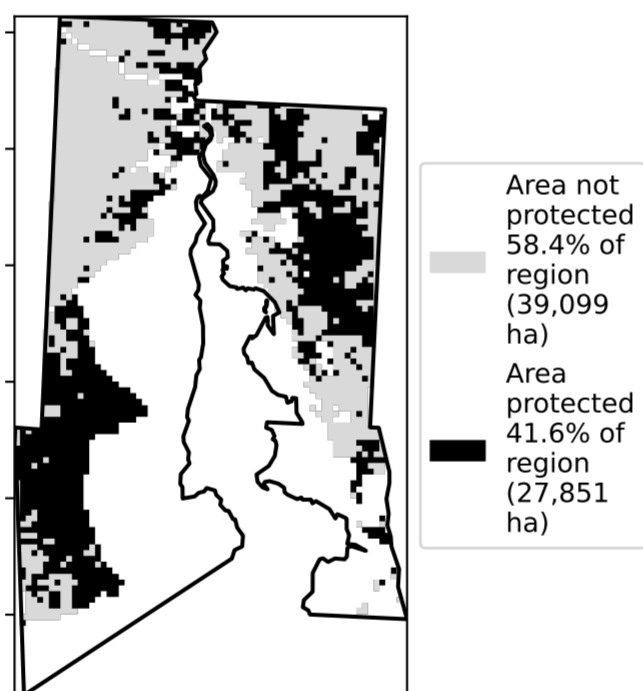 Area not
protected
58.4% of
region
(39,099
ha)
Area
protected
41.6% of
region
(27,851
ha)